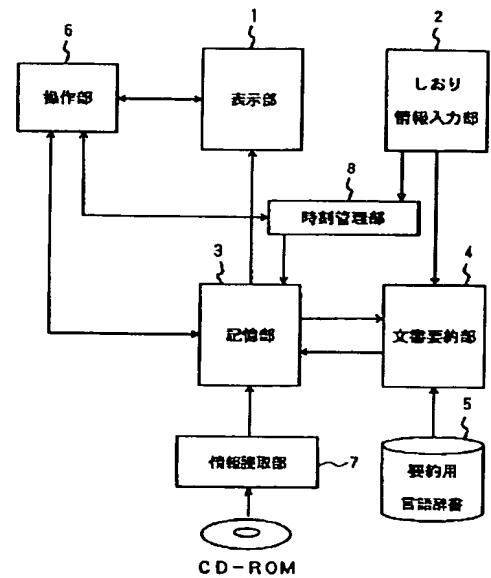 6
1
2
操作部
表示部
しおり
情報入力部
8
時刻管理部
3
4
記憶部
文書要約部
5
情報読取部
7
要約用
言語辞書
CD-ROM